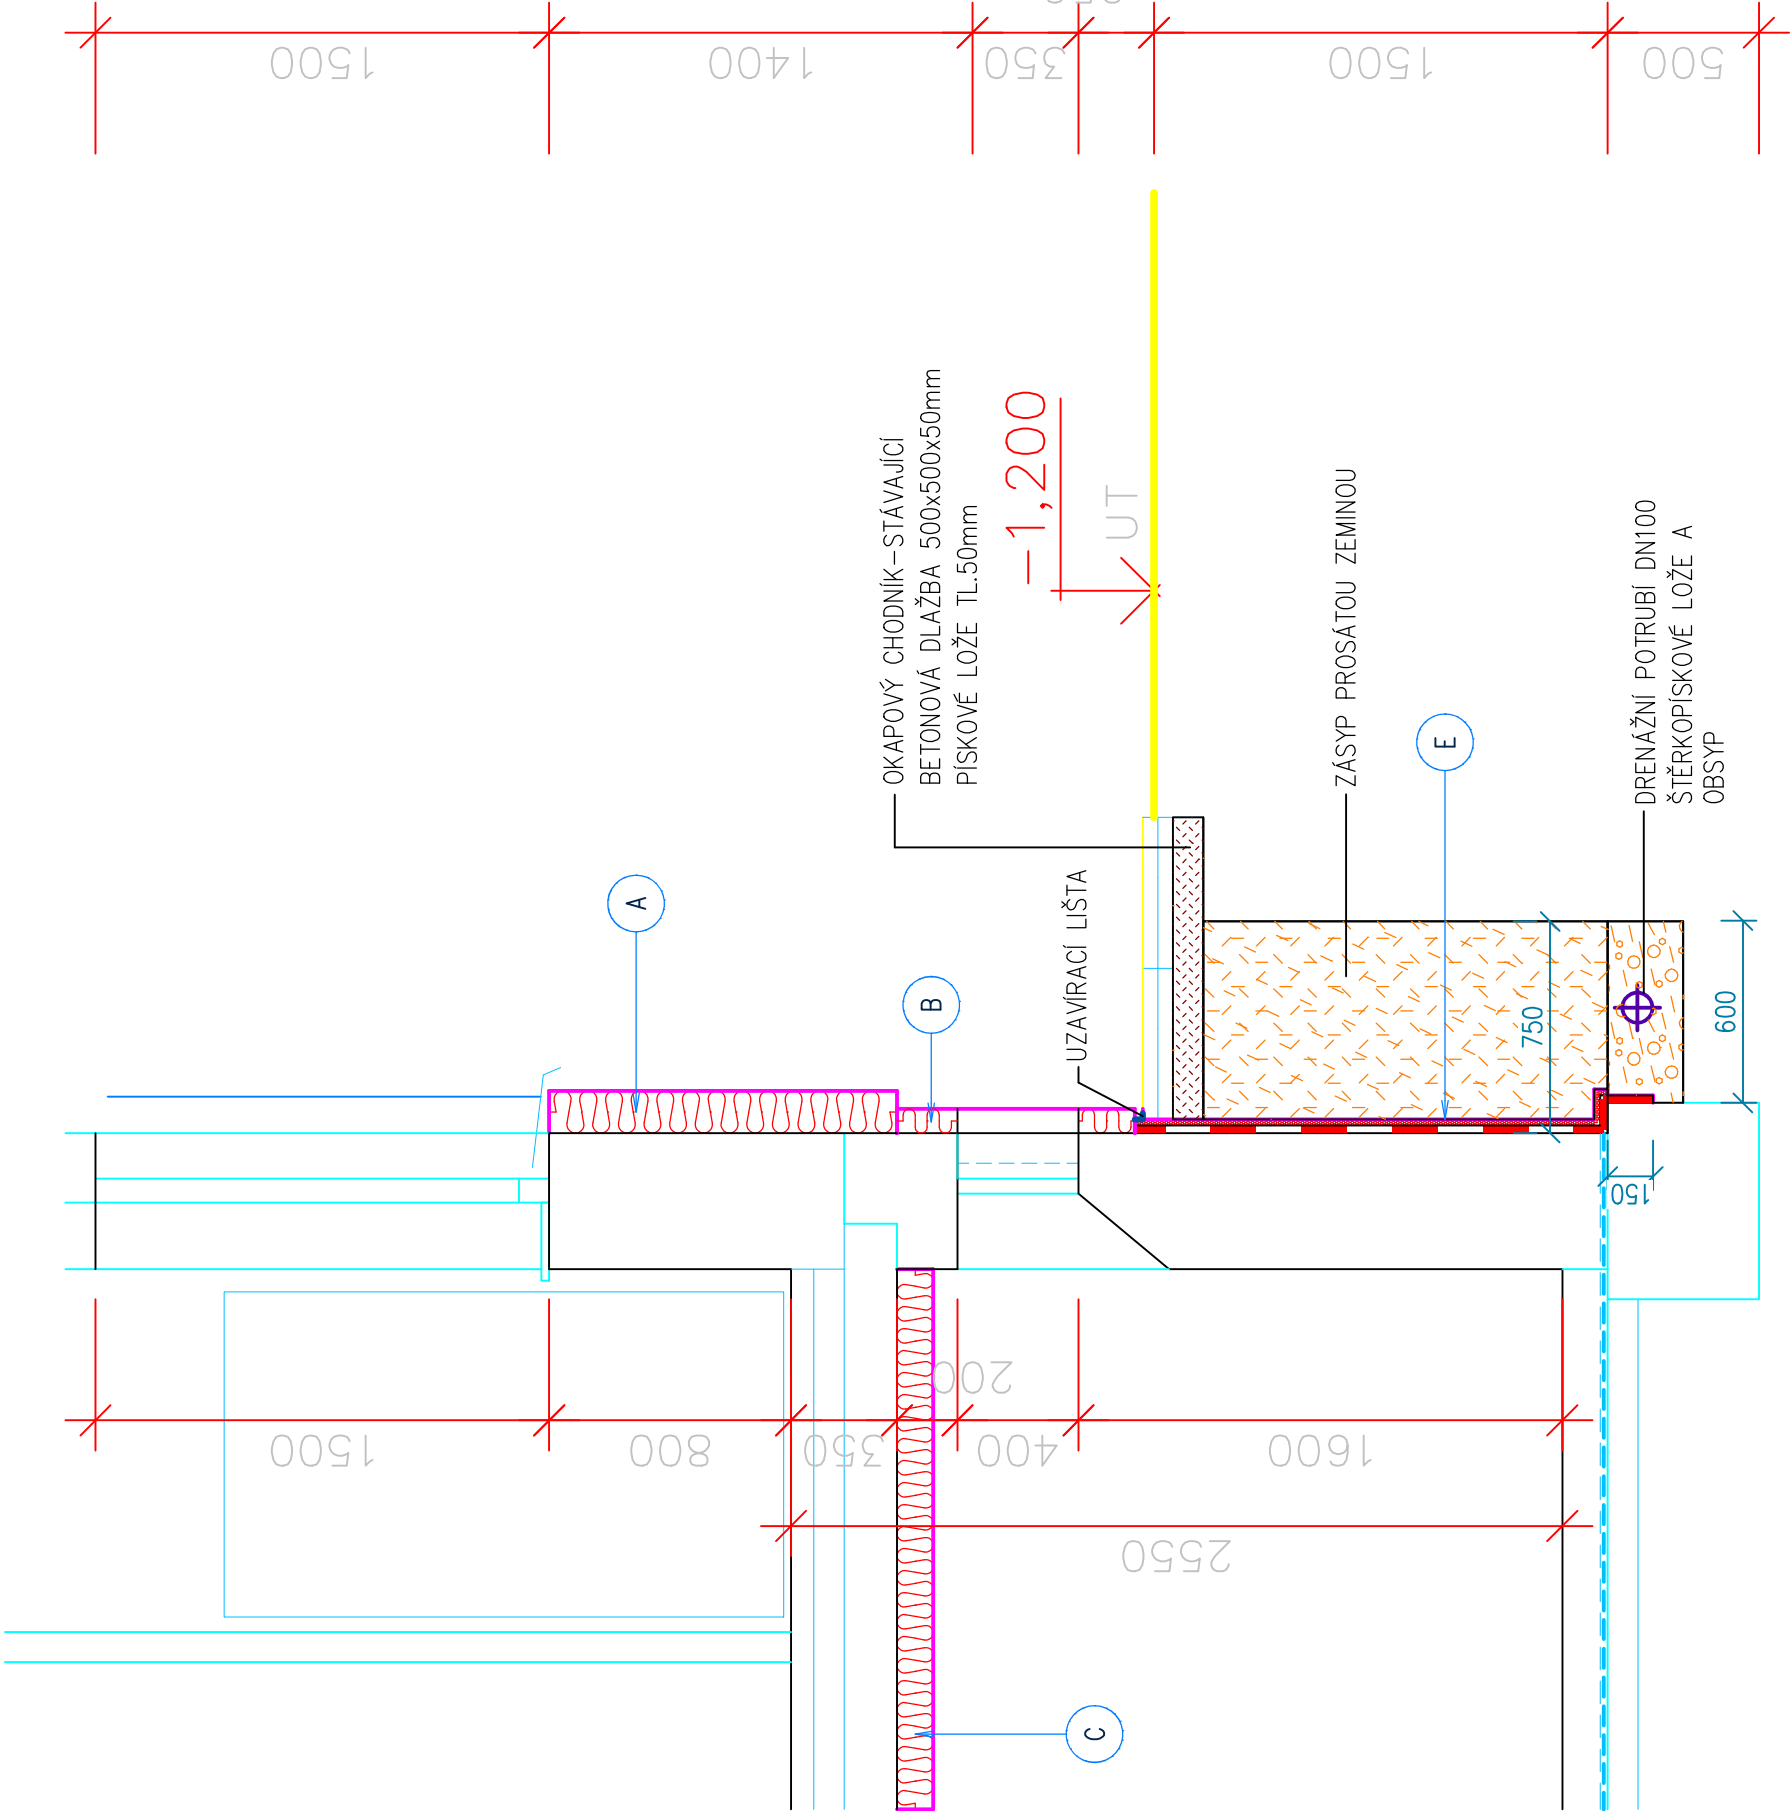 1500
1400
350
1500
500
OKAPOVÝ CHODNÍK-STÁVAJÍCÍ
BETONOVÁ DLAŽBA 500x500x50mm
PÍSKOVÉ LOŽE TL.50mm
-1,200
UT
ZÁSYP PROSÁTOU ZEMINOU
DRENÁŽNÍ POTRUBÍ DN100
ŠTĚRKOPÍSKOVÉ LOŽE A
OBSYP
UZAVÍRACÍ LIŠTA
A
B
E
C
750
600
150
1500
800
350
200
400
1600
2550